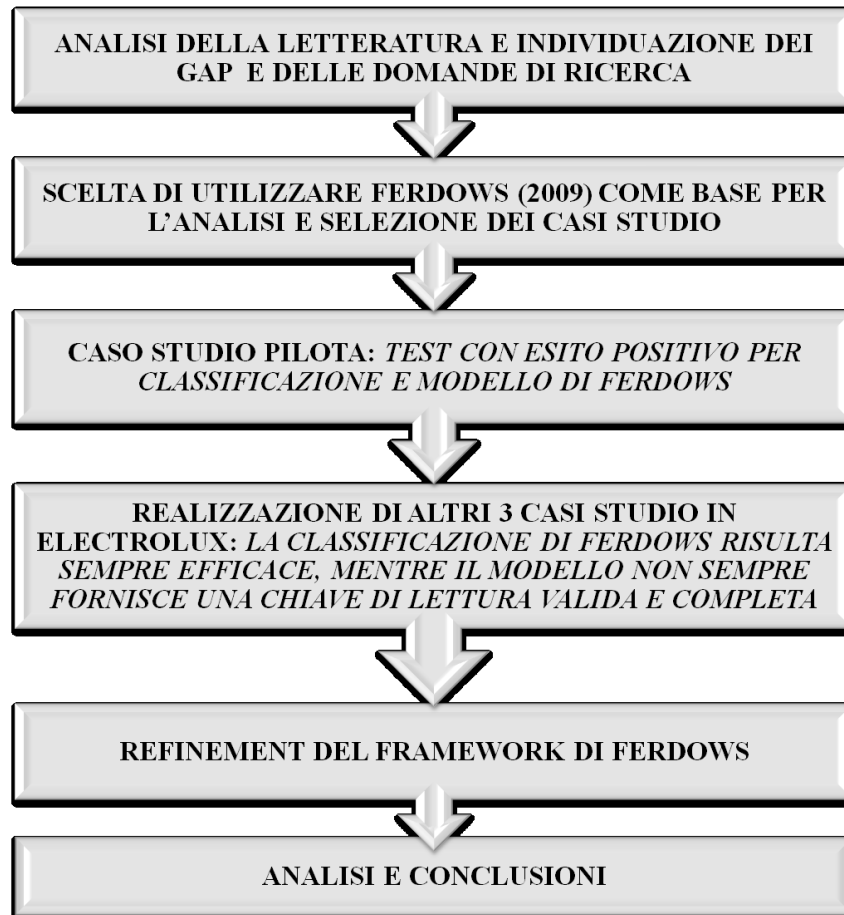 ANALISI DELLA LETTERATURA E INDIVIDUAZIONE DEI
GAP E DELLE DOMANDE DI RICERCA
SCELTA DI UTILIZZARE FERDOWS (2009) COME BASE PER
L'ANALISI E SELEZIONE DEI CASI STUDIO
CASO STUDIO PILOTA: TEST CON ESITO POSITIVO PER
CLASSIFICAZIONE E MODELLO DI FERDOWS
REALIZZAZIONE DI ALTRI 3 CASI STUDIO IN
ELECTROLUX: LA CLASSIFICAZIONE DI FERDOWS RISULTA
SEMPRE EFFICACE, MENTRE IL MODELLO NON SEMPRE
FORNISCE UNA CHIAVE DI LETTURA VALIDA E COMPLETA
REFINEMENT DEL FRAMEWORK DI FERDOWS
ANALISI E CONCLUSIONI